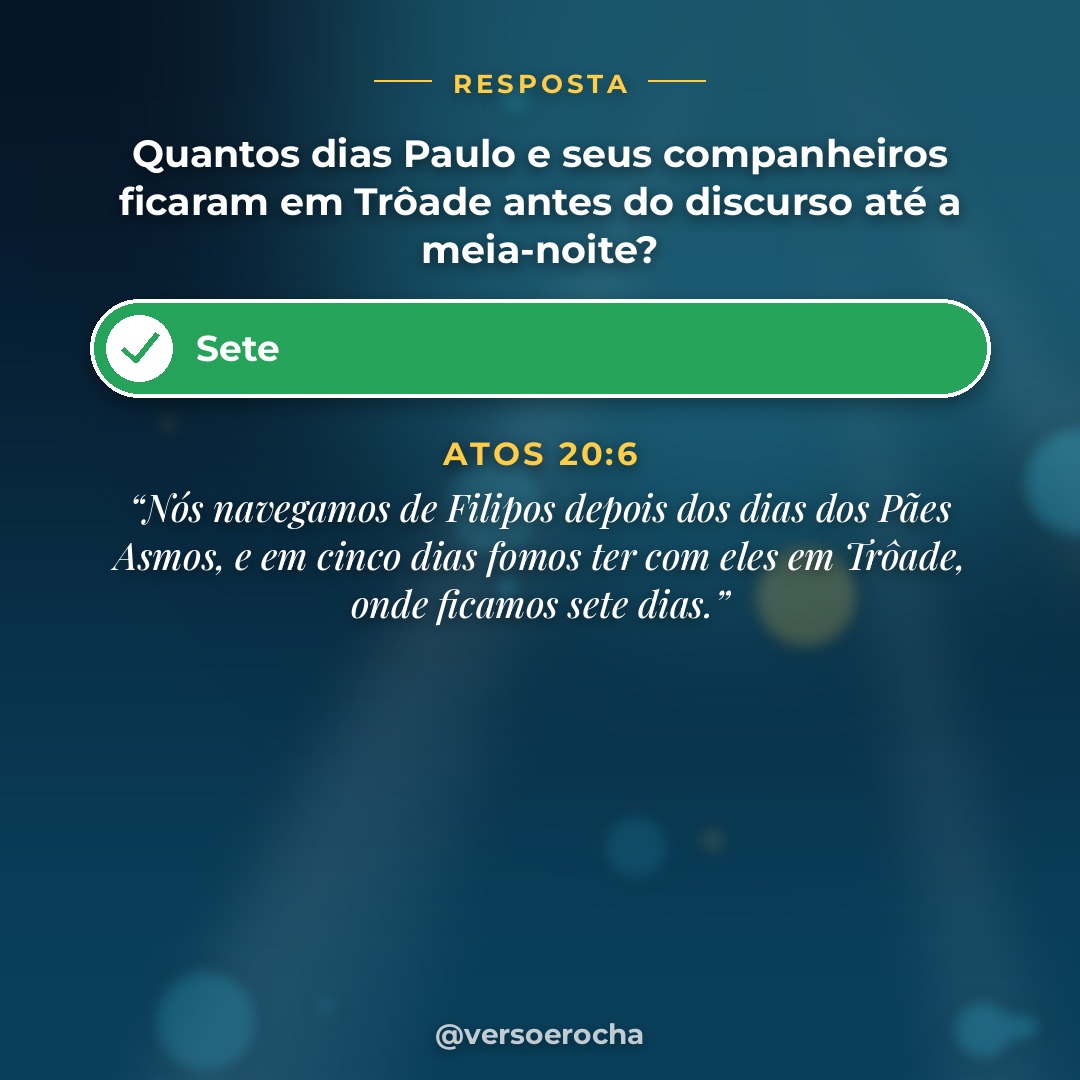 RESPOSTA
Quantos dias Paulo e seus companheiros
ficaram em Trôade antes do discurso até a
meia-noite?
Sete
ATOS 20:6
“Nós navegamos de Filipos depois dos dias dos Pães
Asmos, e em cinco dias fomos ter com eles em Trôade,
onde ficamos sete dias.”
@versoerocha